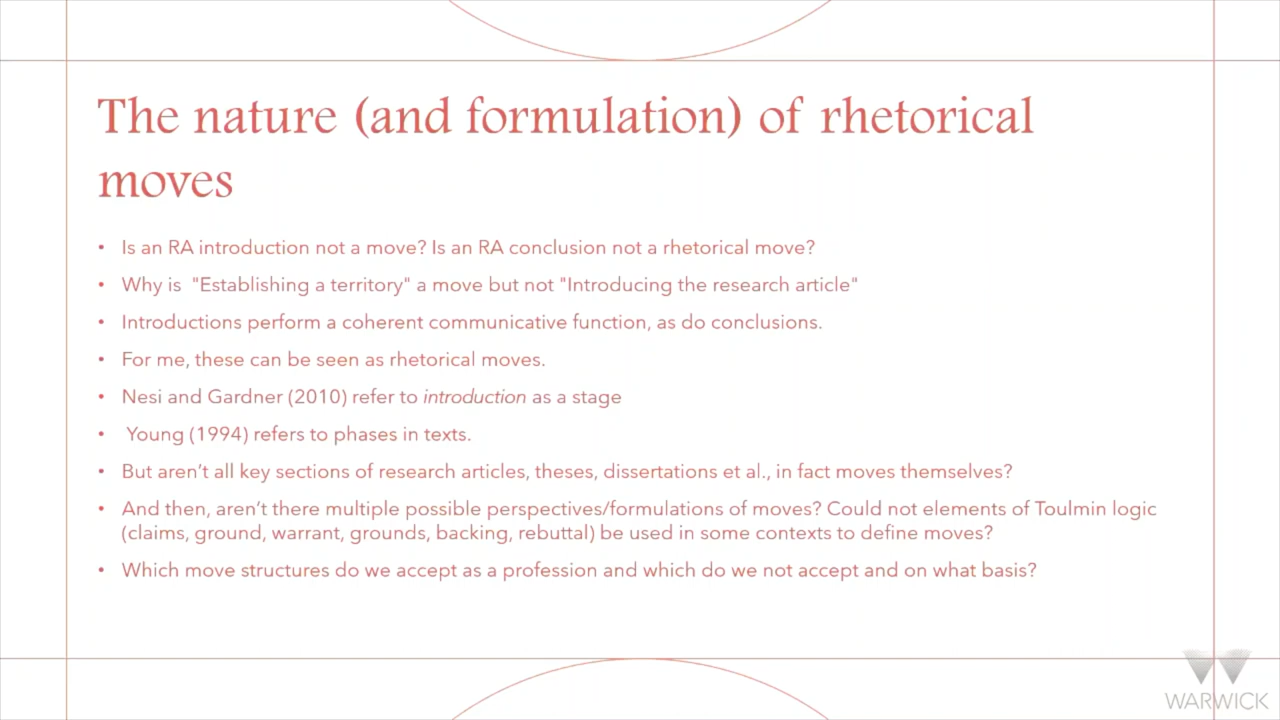 The nature (and formulation) of rhetorical
moves
• Is an RA introduction not a move? Is an RA conclusion not a rhetorical move?
• Why is "Establishing a territory" a move but not "Introducing the research article"
• Introductions perform a coherent communicative function, as do conclusions.
• For me, these can be seen as rhetorical moves.
• Nesi and Gardner (2010) refer to introduction as a stage
• Young (1994) refers to phases in texts.
• But aren’t all key sections of research articles, theses, dissertations et al., in fact moves themselves?
• And then, aren’t there multiple possible perspectives/formulations of moves? Could not elements of Toulmin logic
(claims, ground, warrant, grounds, backing, rebuttal) be used in some contexts to define moves?
• Which move structures do we accept as a profession and which do we not accept and on what basis?
WARWICK